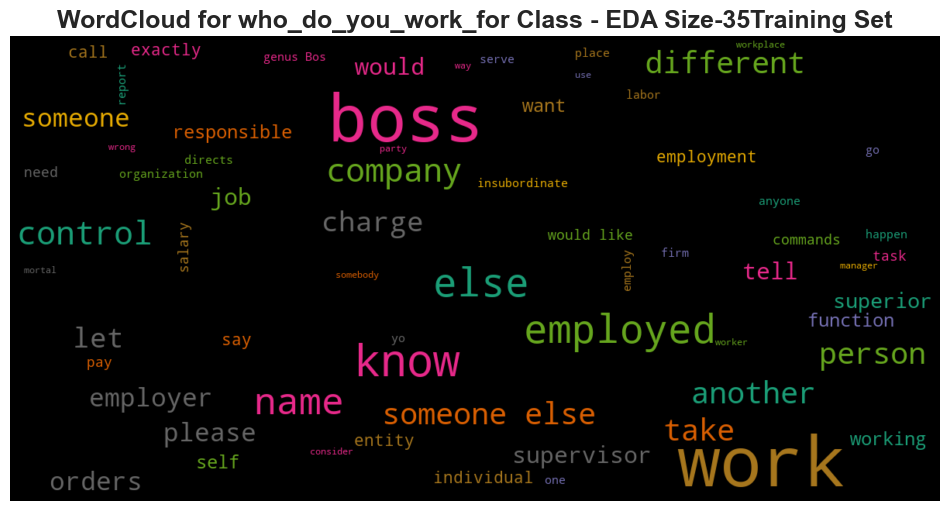 WordCloud for who_do_you_work_for Class - EDA Size-35Training Set
workplace
call
exactly
genus Bos
would
way
serve
place
different
use
report
boss
want
labor
someone
responsible
wrong
party
directs
organization
need
company
insubordinate
employment
go
job
anyone
control
salary
charge
would like
commands
happen
mortal
somebody
else
employ
firm
tell
manager
task
superior
function
let
say
yo
employed
worker
pay
know
person
employer
name
someone else
another
please
self
consider
entity
individual
one
supervisor
take
working
orders
work